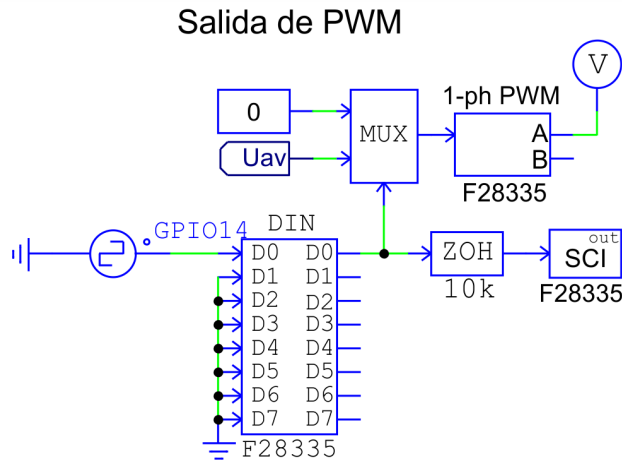 Salida de PWM
V
0
1-ph PWM
MUX
A
Uav
B
F28335
GPIO14
DIN
out
D0 D0
ZOH
SCI
D1 D1
10k
F28335
D2 D2
D3 D3
D4 D4
D5 D5
D6 D6
D7 D7
F28335